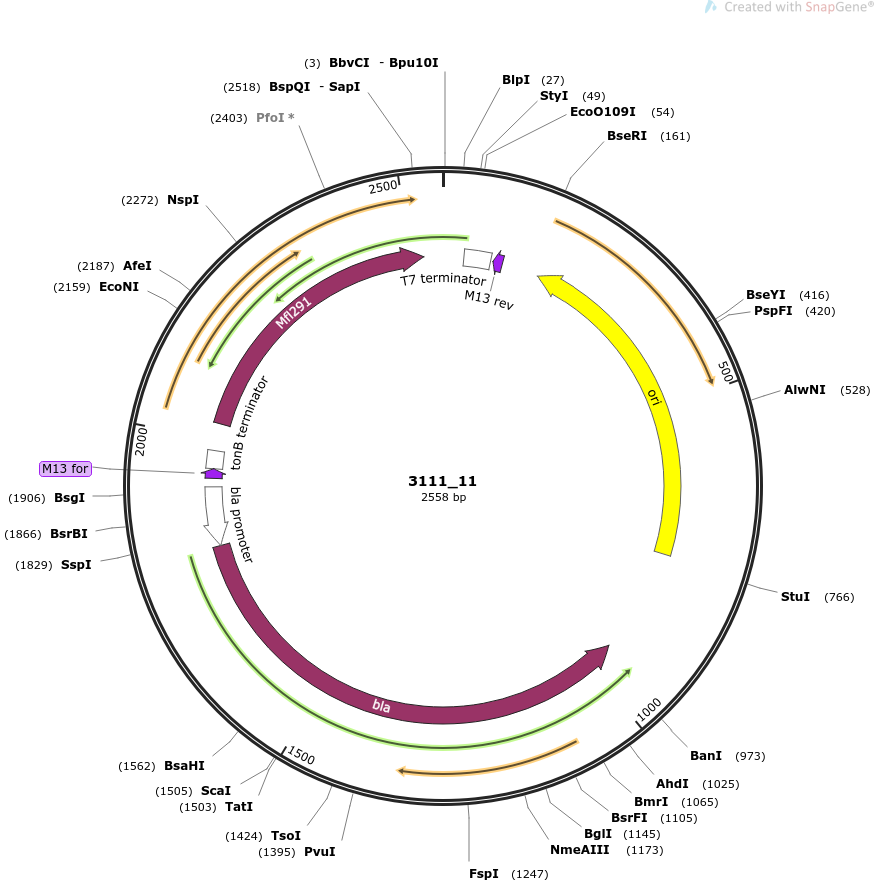 Created with SnapGene®
(3) BbvCI - Bpu10I
(2518) BspQI - SapI
(2403) PfoI *
BlpI (27)
StyI (49)
EcoO109I (54)
BseRI (161)
2500
(2272) NspI
(2187) AfeI
(2159) EcoNI
T7 terminator
M13 rev
Mfl291
BseYI (416)
PspFI (420)
500
AlwNI (528)
ori
2000
tonB terminator
M13 for
3111_11
2558 bp
(1906) BsgI
bla promoter
(1866) BsrBI
(1829) SspI
StuI (766)
bla
1000
1500
(1562) BsaHI
(1505) ScaI
(1503) TatI
(1424) TsoI
(1395) PvuI
BanI (973)
AhdI (1025)
BmrI (1065)
BsrFI (1105)
BglI (1145)
NmeAIII (1173)
FspI (1247)